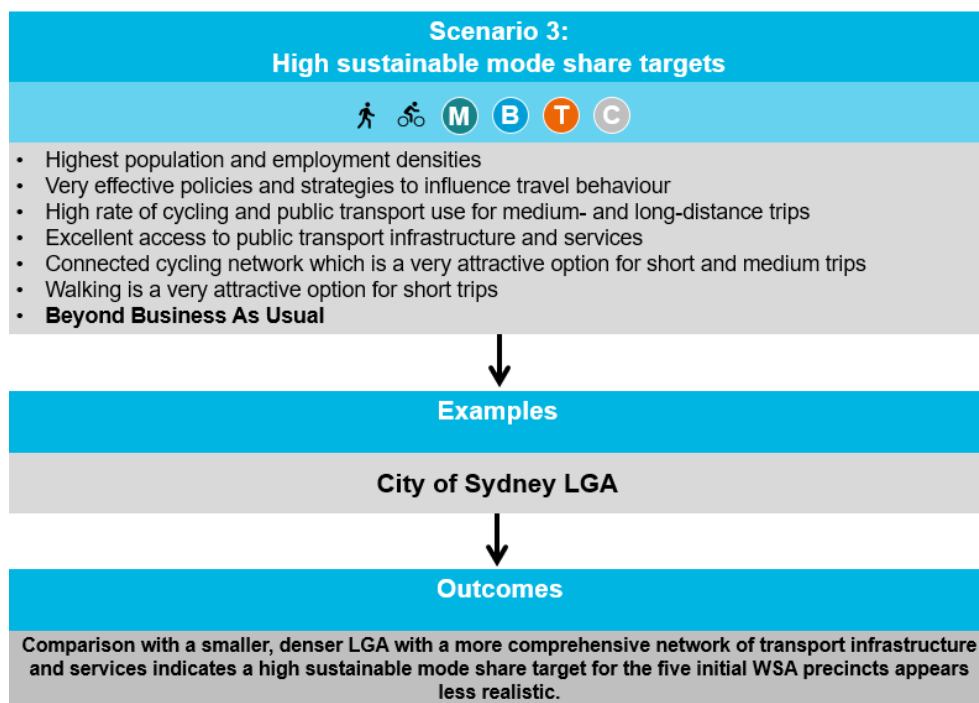 Scenario 3:
High sustainable mode share targets
M B T C
• Highest population and employment densities
• Very effective policies and strategies to influence travel behaviour
• High rate of cycling and public transport use for medium- and long-distance trips
• Excellent access to public transport infrastructure and services
• Connected cycling network which is a very attractive option for short and medium trips
• Walking is a very attractive option for short trips
• Beyond Business As Usual
Examples
City of Sydney LGA
Outcomes
Comparison with a smaller, denser LGA with a more comprehensive network of transport infrastructure
and services indicates a high sustainable mode share target for the five initial WSA precincts appears
less realistic.